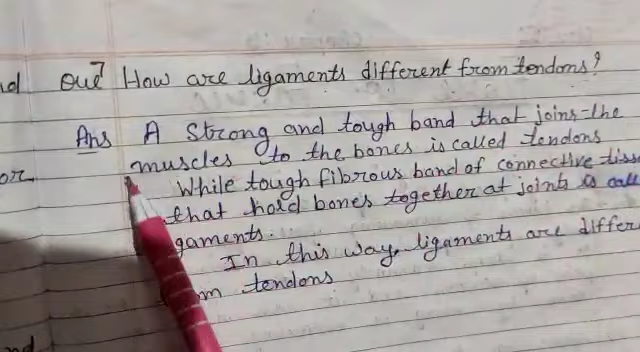 Que? How are ligaments different from tendons?
Ans A Strong and tough band that joins the
muscles to the bones is called tendons
While tough fibrous band of connective
that hold bones together at joints is
gaments.
In this way, ligaments are
tendons